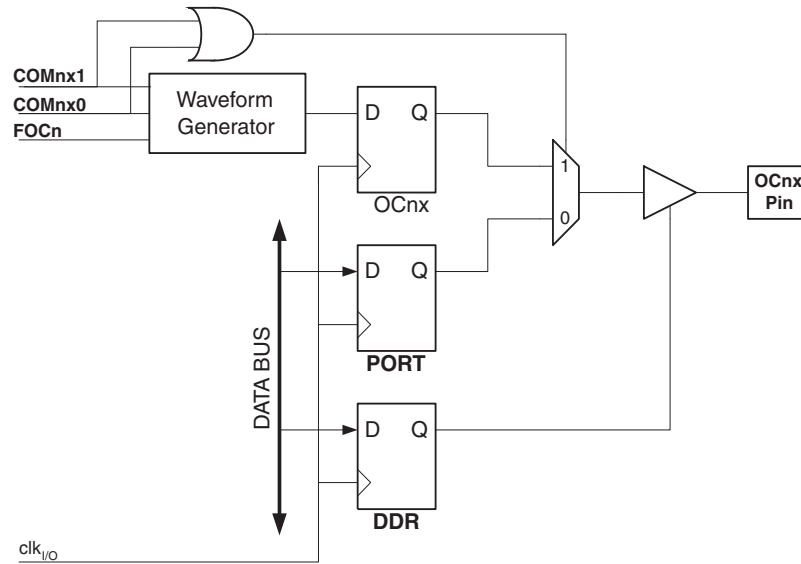 COMnx1
COMnx0
FOCn
Waveform
Generator
D Q
OCnx
1
0
OCnx
Pin
D Q
PORT
DATA BUS
D Q
DDR
clkI/O